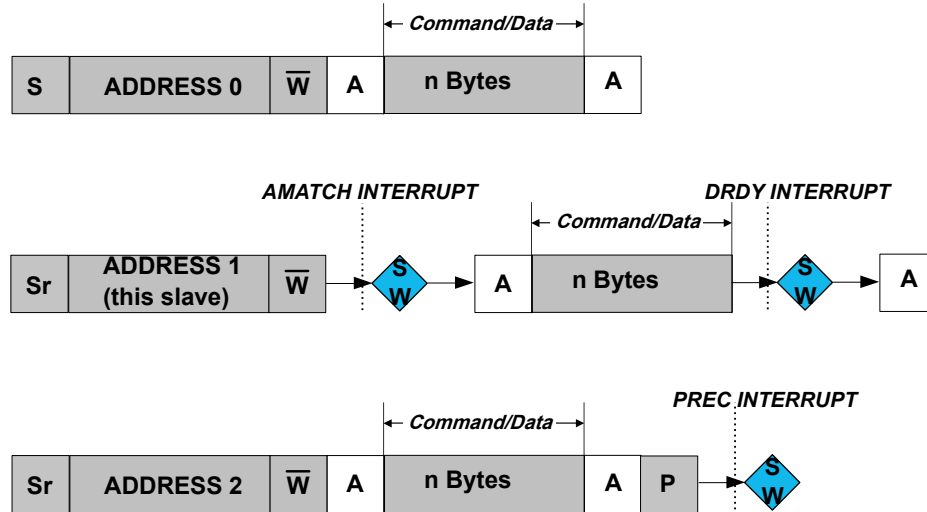 Command/Data
S ADDRESS 0 W A n Bytes A
AMATCH INTERRUPT DRDY INTERRUPT
Command/Data
Sr ADDRESS 1 (this slave) W S W A n Bytes S W A
PREC INTERRUPT
Command/Data
Sr ADDRESS 2 W A n Bytes A P S W